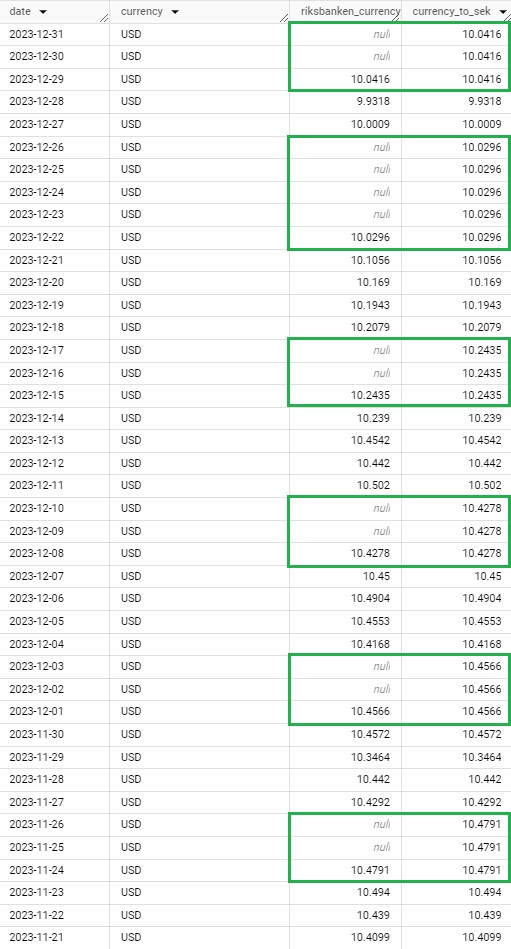 date currency riksbanken_currency currency_to_sek
2023-12-31 USD null 10.0416
2023-12-30 USD null 10.0416
2023-12-29 USD 10.0416 10.0416
2023-12-28 USD 9.9318 9.9318
2023-12-27 USD 10.0009 10.0009
2023-12-26 USD null 10.0296
2023-12-25 USD null 10.0296
2023-12-24 USD null 10.0296
2023-12-23 USD null 10.0296
2023-12-22 USD 10.0296 10.0296
2023-12-21 USD 10.1056 10.1056
2023-12-20 USD 10.169 10.169
2023-12-19 USD 10.1943 10.1943
2023-12-18 USD 10.2079 10.2079
2023-12-17 USD null 10.2435
2023-12-16 USD null 10.2435
2023-12-15 USD 10.2435 10.2435
2023-12-14 USD 10.239 10.239
2023-12-13 USD 10.4542 10.4542
2023-12-12 USD 10.442 10.442
2023-12-11 USD 10.502 10.502
2023-12-10 USD null 10.4278
2023-12-09 USD null 10.4278
2023-12-08 USD 10.4278 10.4278
2023-12-07 USD 10.45 10.45
2023-12-06 USD 10.4904 10.4904
2023-12-05 USD 10.4553 10.4553
2023-12-04 USD 10.4168 10.4168
2023-12-03 USD null 10.4566
2023-12-02 USD null 10.4566
2023-12-01 USD 10.4566 10.4566
2023-11-30 USD 10.4572 10.4572
2023-11-29 USD 10.3464 10.3464
2023-11-28 USD 10.442 10.442
2023-11-27 USD 10.4292 10.4292
2023-11-26 USD null 10.4791
2023-11-25 USD null 10.4791
2023-11-24 USD 10.4791 10.4791
2023-11-23 USD 10.494 10.494
2023-11-22 USD 10.439 10.439
2023-11-21 USD 10.4099 10.4099